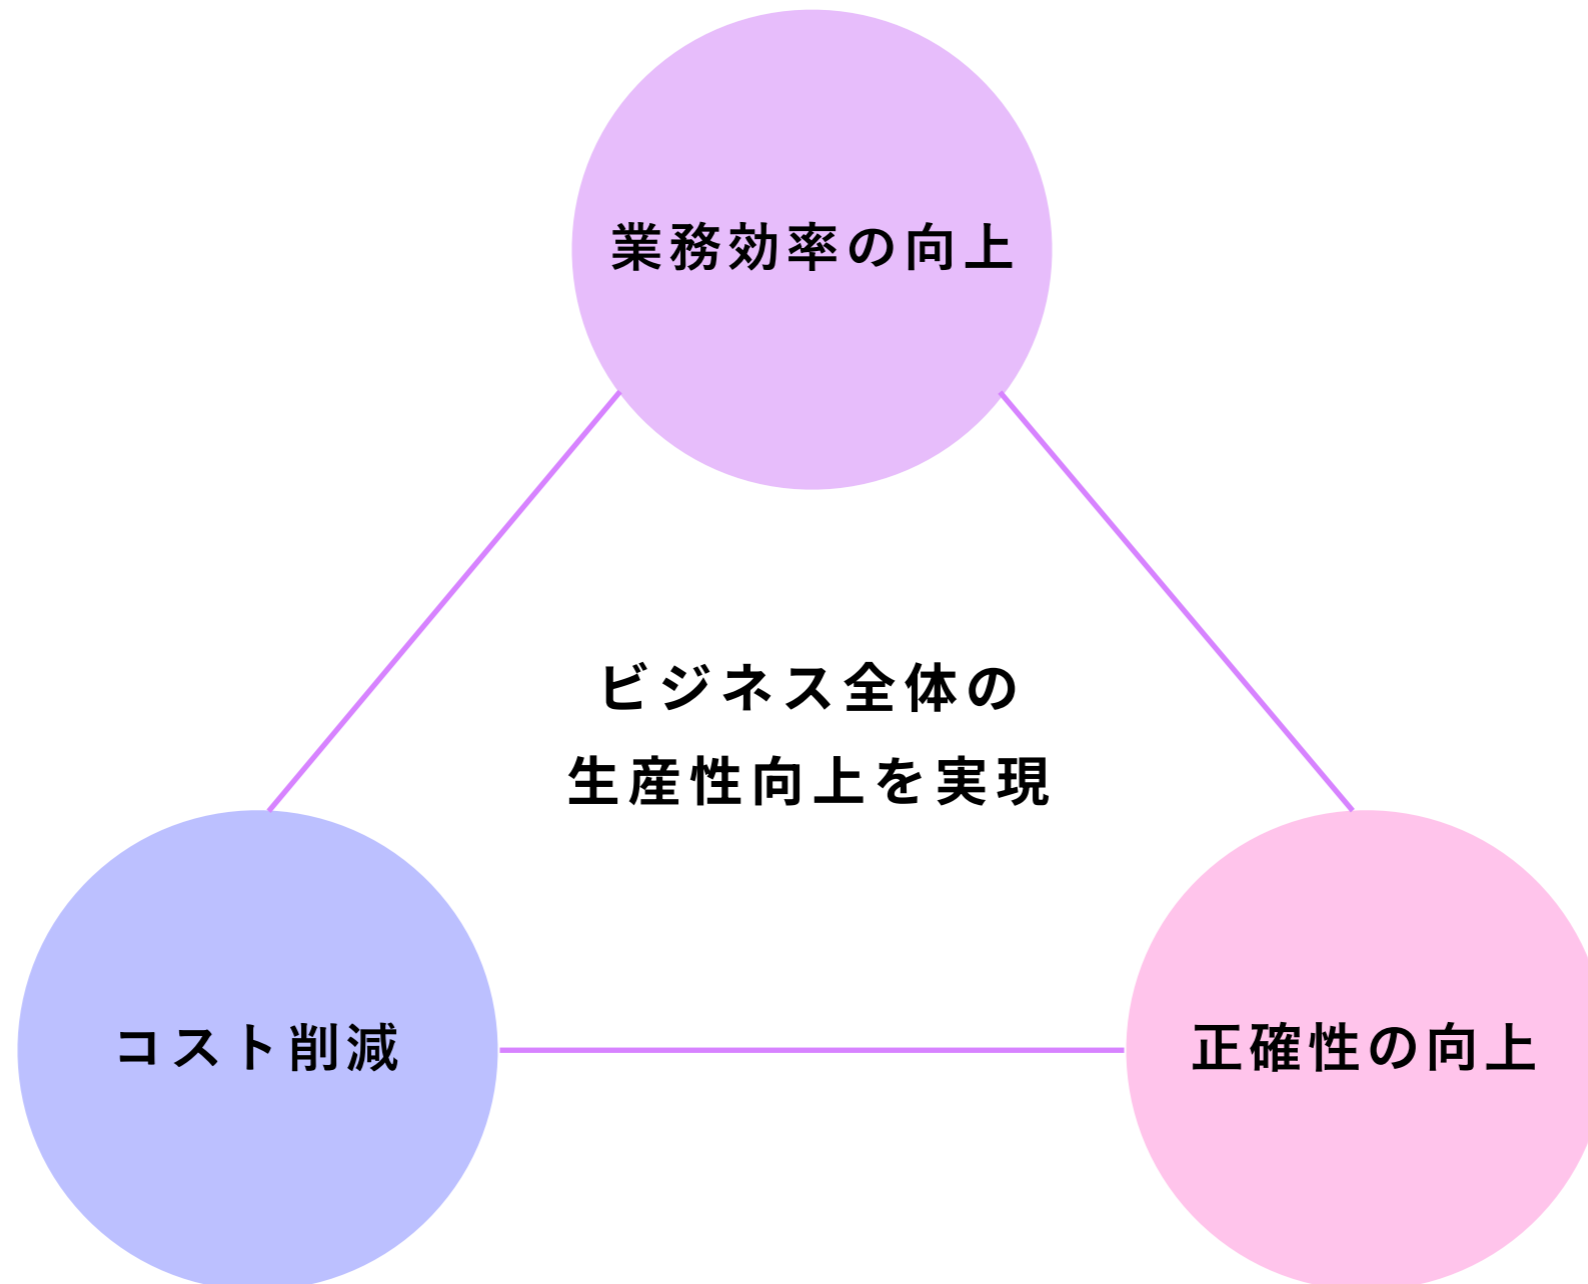 業務効率の向上
ビジネス全体の
生産性向上を実現
コスト削減
正確性の向上